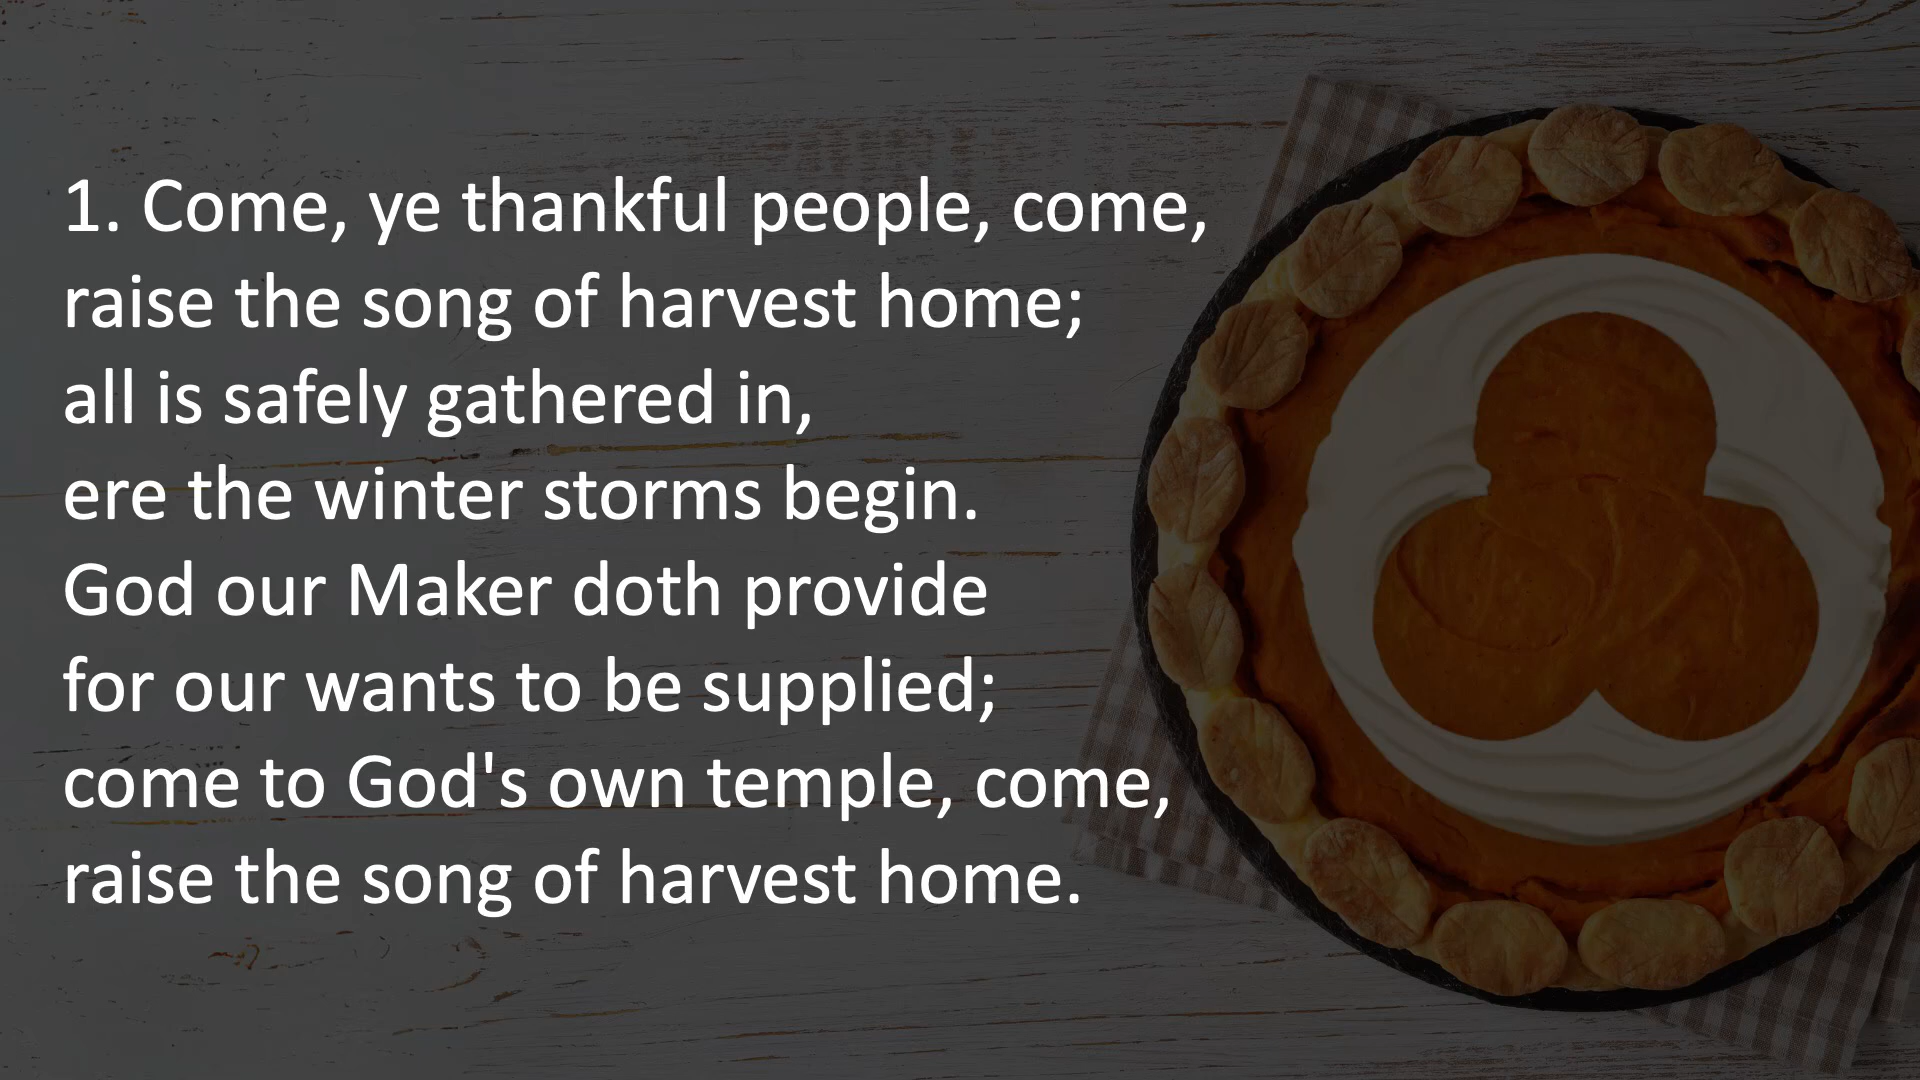 1. Come, ye thankful people, come,
raise the song of harvest home;
all is safely gathered in,
ere the winter storms begin.
God our Maker doth provide
for our wants to be supplied;
come to God's own temple, come,
raise the song of harvest home.